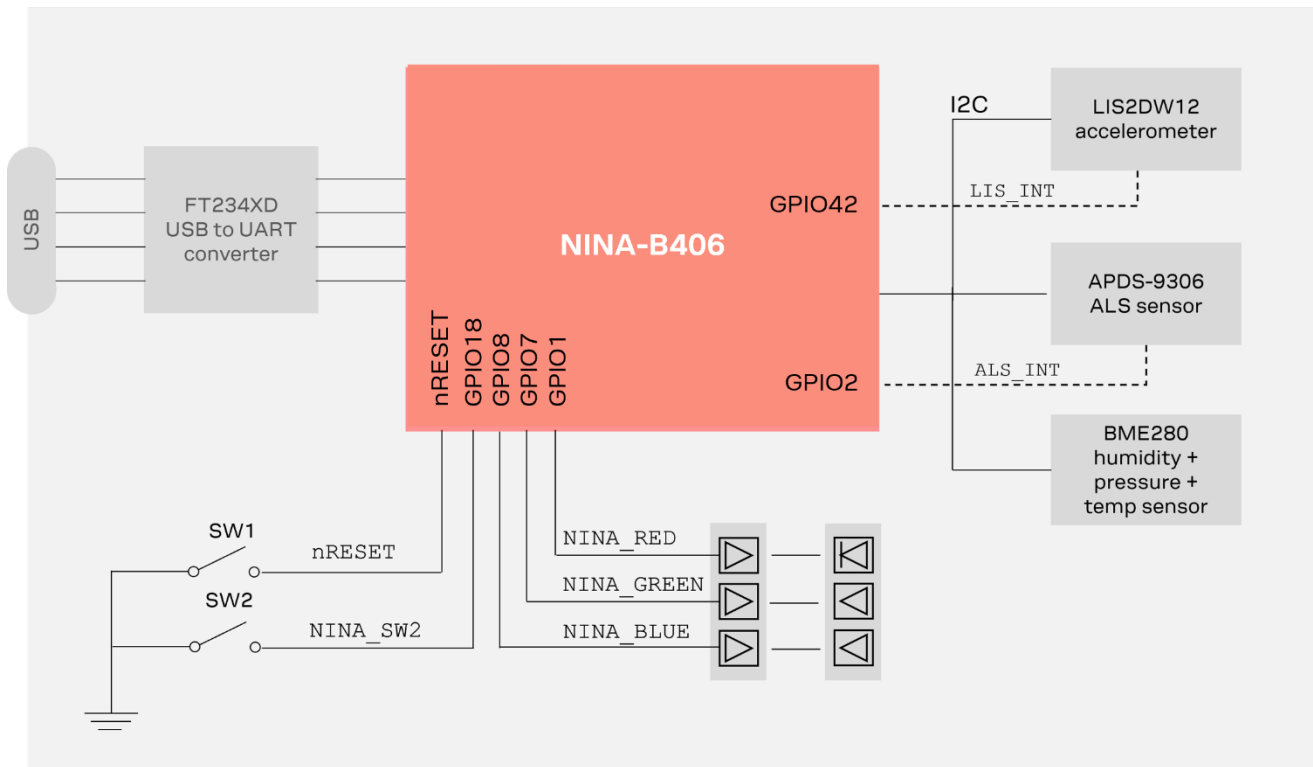 USB
FT234XD
USB to UART
converter
NINA-B406
GPIO42
GPIO2
nRESET
GPIO18
GPIO8
GPIO7
GPIO1
I2C
LIS2DW12
accelerometer
LIS_INT
APDS-9306
ALS sensor
ALS_INT
BME280
humidity +
pressure +
temp sensor
SW1
nRESET
SW2
NINA_SW2
NINA_RED
NINA_GREEN
NINA_BLUE